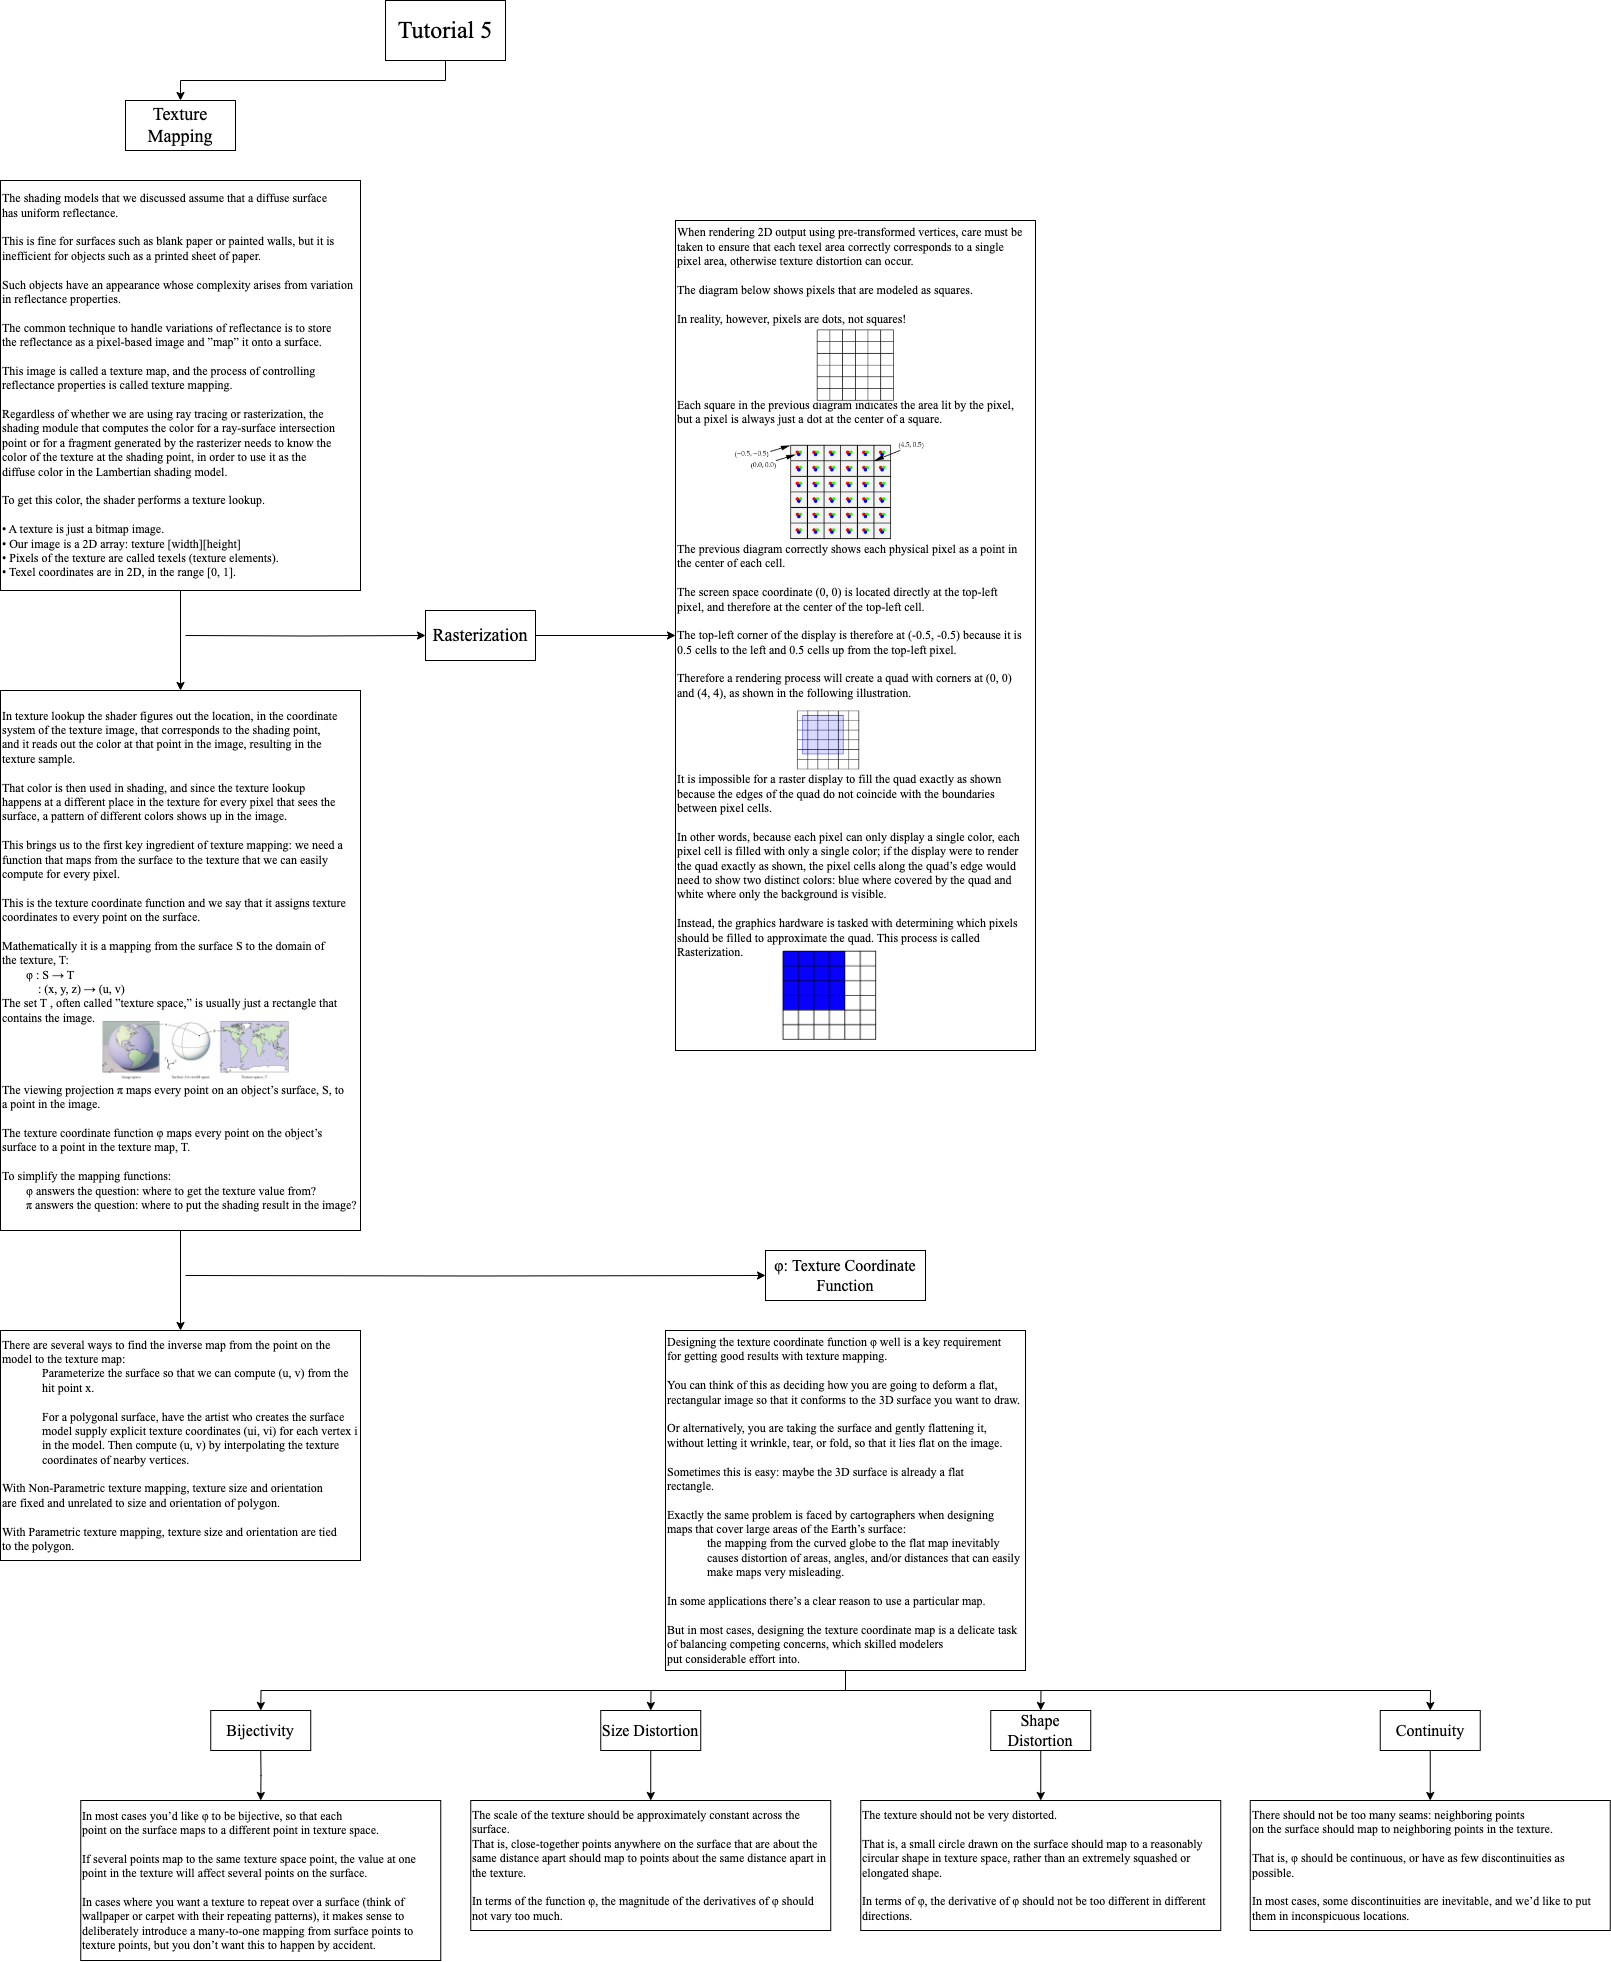 Tutorial 5
Texture
Mapping
The shading models that we discussed assume that a diffuse surface
has uniform reflectance.
This is fine for surfaces such as blank paper or painted walls, but it is
inefficient for objects such as a printed sheet of paper.
Such objects have an appearance whose complexity arises from variation
in reflectance properties.
The common technique to handle variations of reflectance is to store
the reflectance as a pixel-based image and ”map” it onto a surface.
This image is called a texture map, and the process of controlling
reflectance properties is called texture mapping.
Regardless of whether we are using ray tracing or rasterization, the
shading module that computes the color for a ray-surface intersection
point or for a fragment generated by the rasterizer needs to know the
color of the texture at the shading point, in order to use it as the
diffuse color in the Lambertian shading model.
To get this color, the shader performs a texture lookup.
• A texture is just a bitmap image.
• Our image is a 2D array: texture [width][height]
• Pixels of the texture are called texels (texture elements).
• Texel coordinates are in 2D, in the range [0, 1].
Rasterization
When rendering 2D output using pre-transformed vertices, care must be
taken to ensure that each texel area correctly corresponds to a single
pixel area, otherwise texture distortion can occur.
The diagram below shows pixels that are modeled as squares.
In reality, however, pixels are dots, not squares!
Each square in the previous diagram indicates the area lit by the pixel,
but a pixel is always just a dot at the center of a square.
(−0.5, −0.5)
(0.0, 0.0)
(4.5, 0.5)
The previous diagram correctly shows each physical pixel as a point in
the center of each cell.
The screen space coordinate (0, 0) is located directly at the top-left
pixel, and therefore at the center of the top-left cell.
The top-left corner of the display is therefore at (-0.5, -0.5) because it is
0.5 cells to the left and 0.5 cells up from the top-left pixel.
Therefore a rendering process will create a quad with corners at (0, 0)
and (4, 4), as shown in the following illustration.
It is impossible for a raster display to fill the quad exactly as shown
because the edges of the quad do not coincide with the boundaries
between pixel cells.
In other words, because each pixel can only display a single color, each
pixel cell is filled with only a single color; if the display were to render
the quad exactly as shown, the pixel cells along the quad’s edge would
need to show two distinct colors: blue where covered by the quad and
white where only the background is visible.
Instead, the graphics hardware is tasked with determining which pixels
should be filled to approximate the quad. This process is called
Rasterization.
In texture lookup the shader figures out the location, in the coordinate
system of the texture image, that corresponds to the shading point,
and it reads out the color at that point in the image, resulting in the
texture sample.
That color is then used in shading, and since the texture lookup
happens at a different place in the texture for every pixel that sees the
surface, a pattern of different colors shows up in the image.
This brings us to the first key ingredient of texture mapping: we need a
function that maps from the surface to the texture that we can easily
compute for every pixel.
This is the texture coordinate function and we say that it assigns texture
coordinates to every point on the surface.
Mathematically it is a mapping from the surface S to the domain of
the texture, T:
φ : S → T
: (x, y, z) → (u, v)
The set T , often called ”texture space,” is usually just a rectangle that
contains the image.
The viewing projection π maps every point on an object’s surface, S, to
a point in the image.
The texture coordinate function φ maps every point on the object’s
surface to a point in the texture map, T.
To simplify the mapping functions:
φ answers the question: where to get the texture value from?
π answers the question: where to put the shading result in the image?
φ: Texture Coordinate
Function
There are several ways to find the inverse map from the point on the
model to the texture map:
Parameterize the surface so that we can compute (u, v) from the
hit point x.
For a polygonal surface, have the artist who creates the surface
model supply explicit texture coordinates (ui, vi) for each vertex i
in the model. Then compute (u, v) by interpolating the texture
coordinates of nearby vertices.
With Non-Parametric texture mapping, texture size and orientation
are fixed and unrelated to size and orientation of polygon.
With Parametric texture mapping, texture size and orientation are tied
to the polygon.
Designing the texture coordinate function φ well is a key requirement
for getting good results with texture mapping.
You can think of this as deciding how you are going to deform a flat,
rectangular image so that it conforms to the 3D surface you want to draw.
Or alternatively, you are taking the surface and gently flattening it,
without letting it wrinkle, tear, or fold, so that it lies flat on the image.
Sometimes this is easy: maybe the 3D surface is already a flat
rectangle.
Exactly the same problem is faced by cartographers when designing
maps that cover large areas of the Earth’s surface:
the mapping from the curved globe to the flat map inevitably
causes distortion of areas, angles, and/or distances that can easily
make maps very misleading.
In some applications there’s a clear reason to use a particular map.
But in most cases, designing the texture coordinate map is a delicate task
of balancing competing concerns, which skilled modelers
put considerable effort into.
Bijectivity
Size Distortion
Shape
Distortion
Continuity
In most cases you’d like φ to be bijective, so that each
point on the surface maps to a different point in texture space.
If several points map to the same texture space point, the value at one
point in the texture will affect several points on the surface.
In cases where you want a texture to repeat over a surface (think of
wallpaper or carpet with their repeating patterns), it makes sense to
deliberately introduce a many-to-one mapping from surface points to
texture points, but you don’t want this to happen by accident.
The scale of the texture should be approximately constant across the
surface.
That is, close-together points anywhere on the surface that are about the
same distance apart should map to points about the same distance apart in
the texture.
In terms of the function φ, the magnitude of the derivatives of φ should
not vary too much.
The texture should not be very distorted.
That is, a small circle drawn on the surface should map to a reasonably
circular shape in texture space, rather than an extremely squashed or
elongated shape.
In terms of φ, the derivative of φ should not be too different in different
directions.
There should not be too many seams: neighboring points
on the surface should map to neighboring points in the texture.
That is, φ should be continuous, or have as few discontinuities as
possible.
In most cases, some discontinuities are inevitable, and we’d like to put
them in inconspicuous locations.